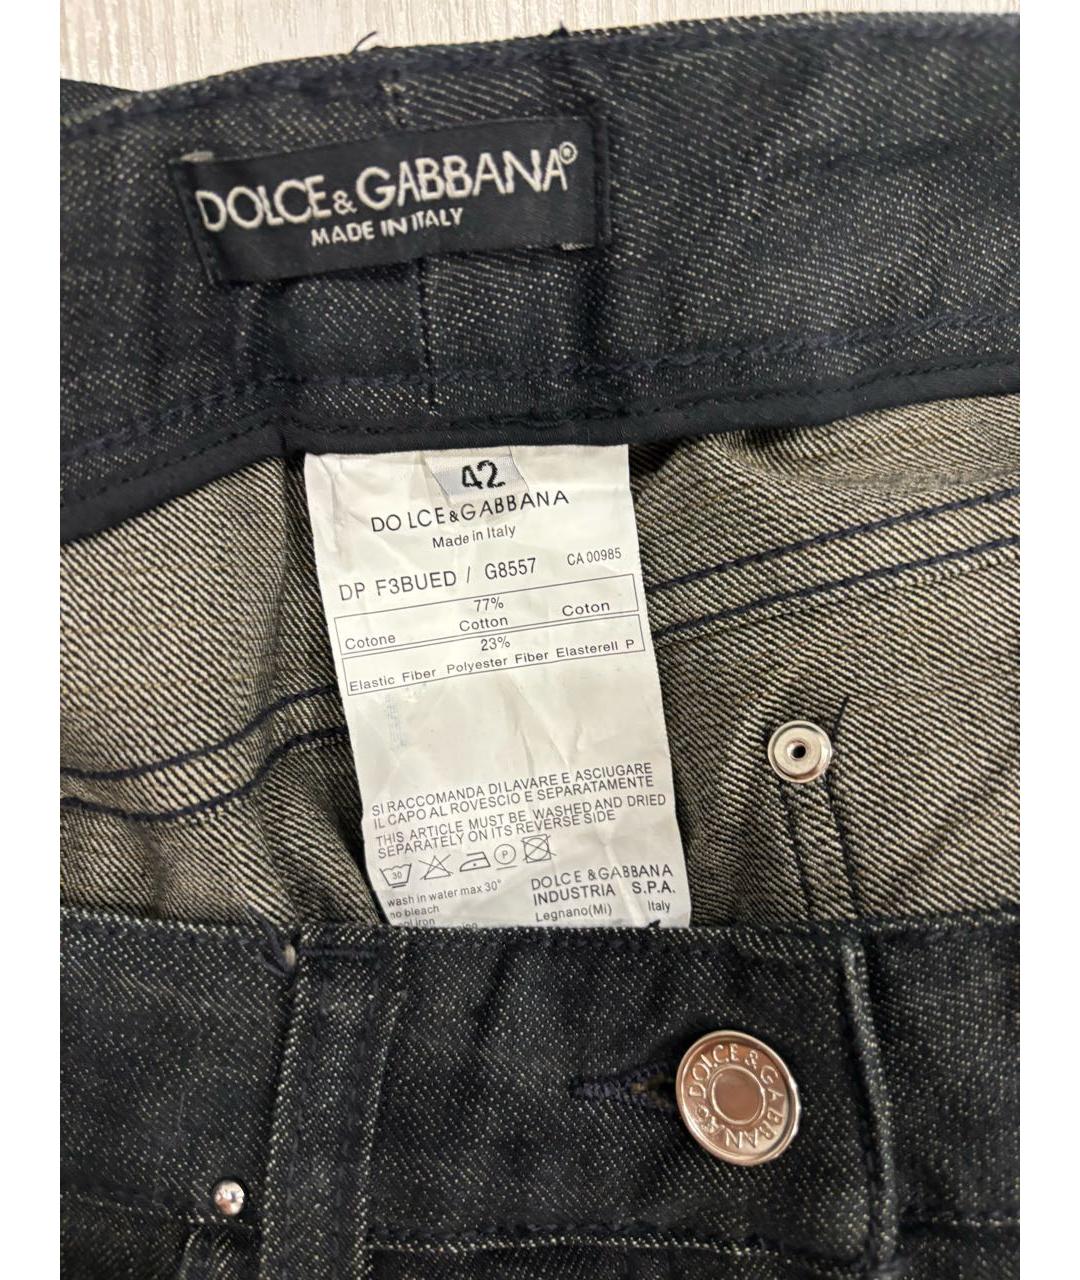 DOLCE&GABBANA®
MADE IN ITALY
42
DOLCE&GABBANA
Made in Italy
DP F3BUED / G8557 CA 00985
77%
Cotone Cotton Coton
23%
Elastic Fiber Polyester Fiber Elasterell P
SI RACCOMANDA DI LAVARE E ASCIUGARE
IL CAPO AL ROVESCIO E SEPARATAMENTE
THIS ARTICLE MUST BE WASHED AND DRIED
SEPARATELY ON ITS REVERSE SIDE
30 P
wash in water max 30°
no bleach
iron
DOLCE &GABBANA
INDUSTRIA S.P.A.
Legnano(Mi) Italy
DOLCE & GABBANA